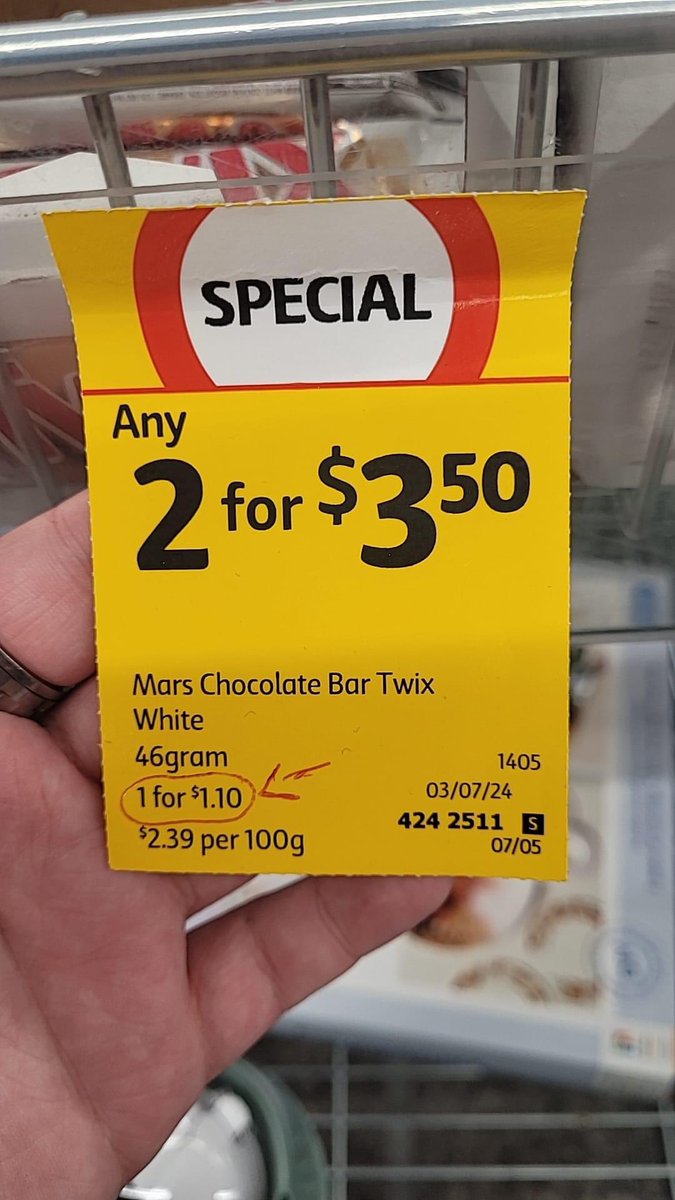 SPECIAL
Any
2 for $3.50
Mars Chocolate Bar Twix
White
46gram
1 for $1.10
$2.39 per 100g
1405
03/07/24
424 2511 S
07/05